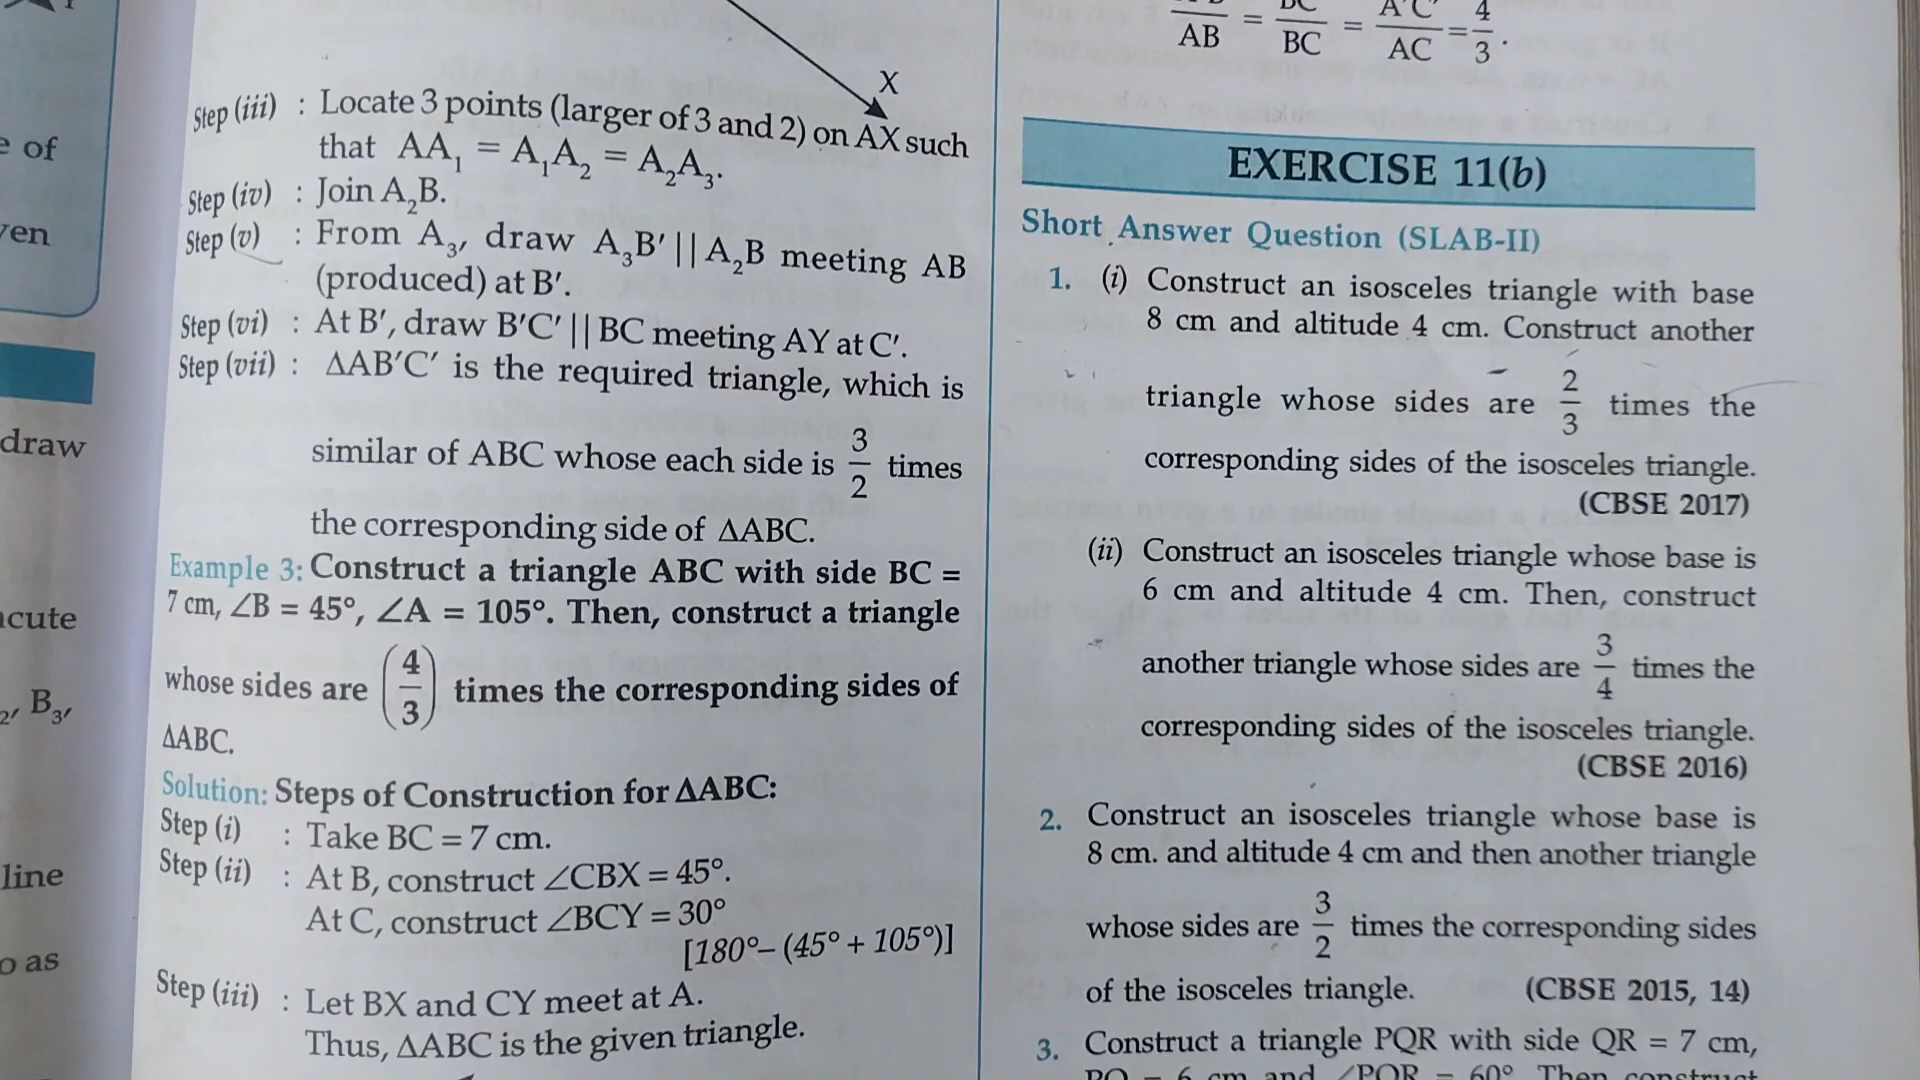 e of
ven
draw
acute
2, B3,
line
o as
X
Step (iii) : Locate 3 points (larger of 3 and 2) on AX such
that AA₁ = A₁A₂ = A₂A₃.
Step (iv) : Join A₂B.
Step (v) : From A₃, draw A₃B′ || A₂B meeting AB
(produced) at B′.
Step (vi) : At B′, draw B′C′ || BC meeting AY at C′.
Step (vii) : ΔAB′C′ is the required triangle, which is
similar of ABC whose each side is 3/2 times
the corresponding side of ΔABC.
Example 3: Construct a triangle ABC with side BC =
7 cm, ∠B = 45°, ∠A = 105°. Then, construct a triangle
whose sides are (4/3) times the corresponding sides of
ΔABC.
Solution: Steps of Construction for ΔABC:
Step (i) : Take BC = 7 cm.
Step (ii) : At B, construct ∠CBX = 45°.
At C, construct ∠BCY = 30°
[180° – (45° + 105°)]
Step (iii) : Let BX and CY meet at A.
Thus, ΔABC is the given triangle.
/AB = BC/BC = A′C′/AC = 4/3.
EXERCISE 11(b)
Short Answer Question (SLAB-II)
1. (i) Construct an isosceles triangle with base
8 cm and altitude 4 cm. Construct another
triangle whose sides are 2/3 times the
corresponding sides of the isosceles triangle.
(CBSE 2017)
(ii) Construct an isosceles triangle whose base is
6 cm and altitude 4 cm. Then, construct
another triangle whose sides are 3/4 times the
corresponding sides of the isosceles triangle.
(CBSE 2016)
2. Construct an isosceles triangle whose base is
8 cm. and altitude 4 cm and then another triangle
whose sides are 3/2 times the corresponding sides
of the isosceles triangle. (CBSE 2015, 14)
3. Construct a triangle PQR with side QR = 7 cm,
PQ = 6 cm and ∠PQR = 60°. Then construct